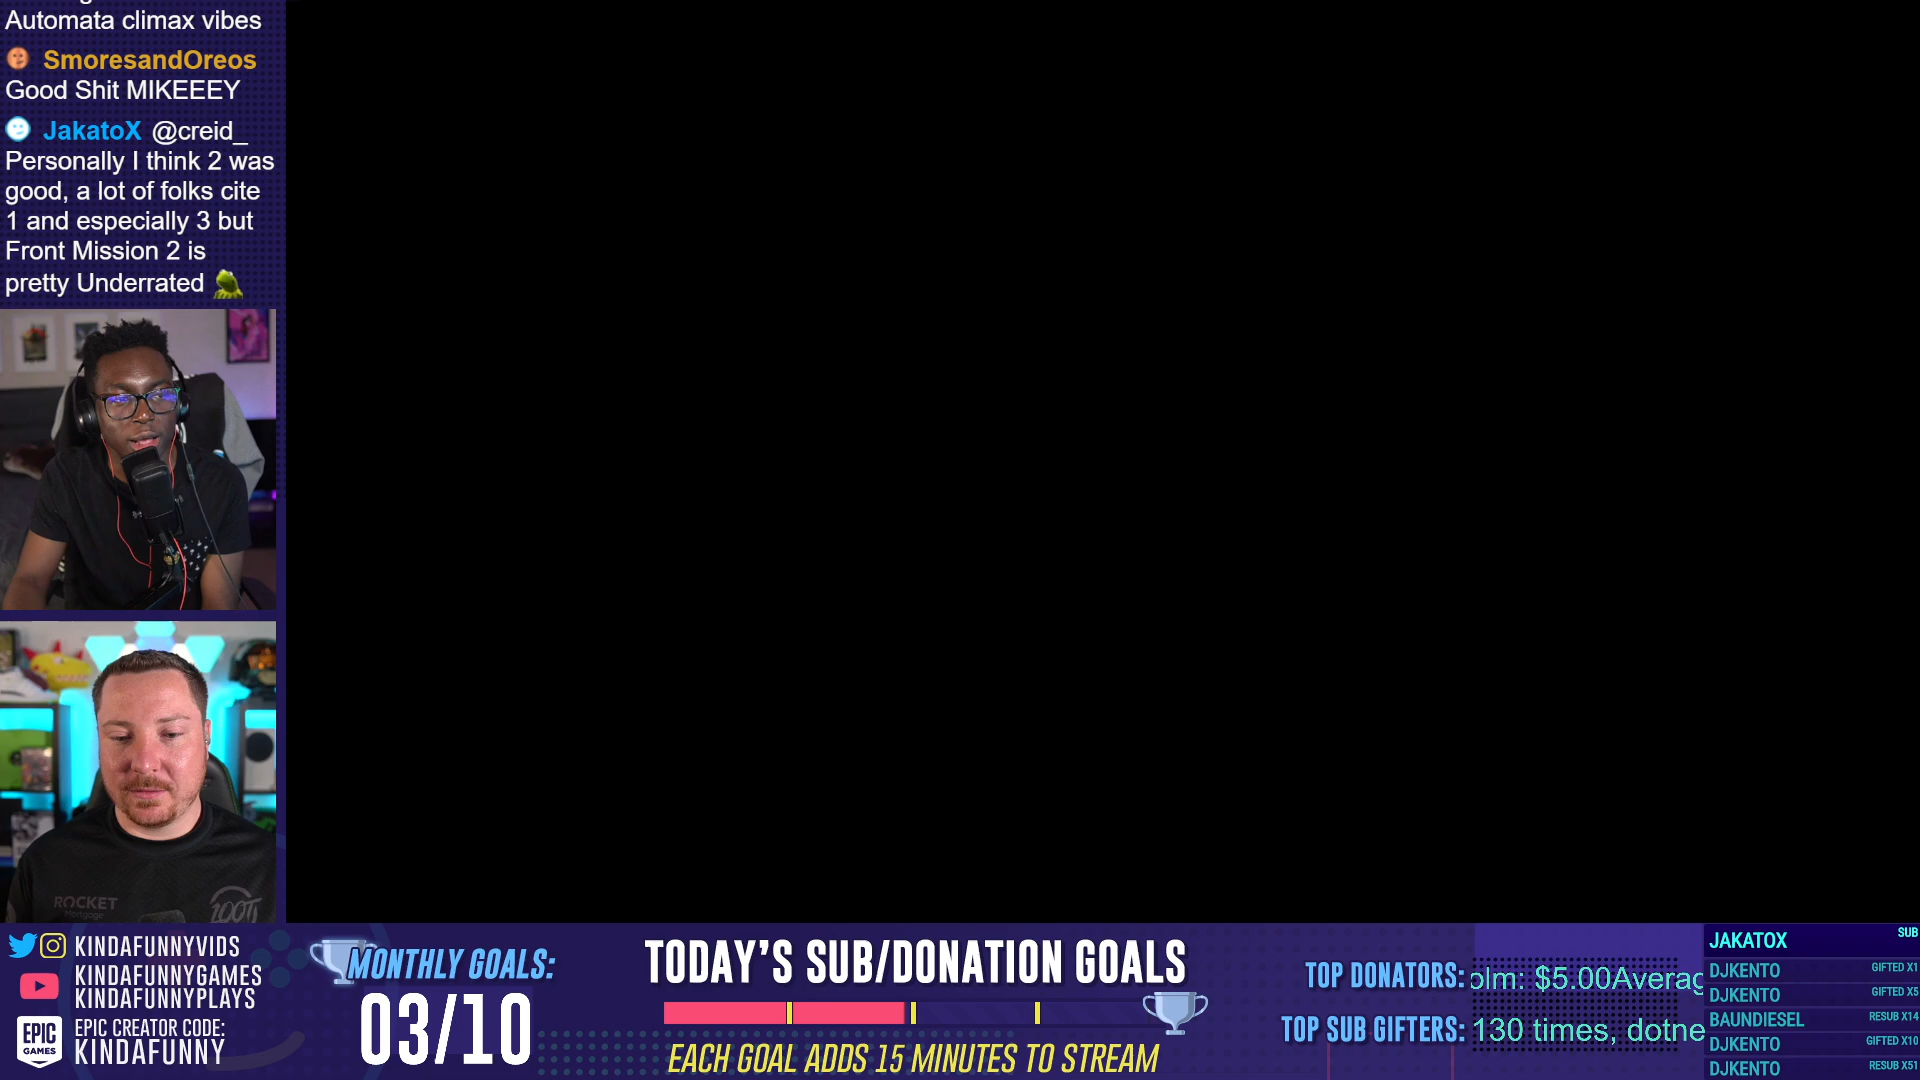 Automata climax vibes
SmoresandOreos
Good Shit MIKEEEY
JakatoX @creid_
Personally I think 2 was
good, a lot of folks cite
1 and especially 3 but
Front Mission 2 is
pretty Underrated
ROCKET
Mortgage
100T
KINDAFUNNYVIDS
KINDAFUNNYGAMES
KINDAFUNNYPLAYS
EPIC
GAMES
EPIC CREATOR CODE:
KINDAFUNNY
MONTHLY GOALS:
03/10
TODAY'S SUB/DONATION GOALS
EACH GOAL ADDS 15 MINUTES TO STREAM
TOP DONATORS: olm: $5.00Averag
TOP SUB GIFTERS: 130 times, dotne
JAKATOX SUB
DJKENTO GIFTED X1
DJKENTO GIFTED X5
BAUNDIESEL RESUB X14
DJKENTO GIFTED X10
DJKENTO RESUB X51